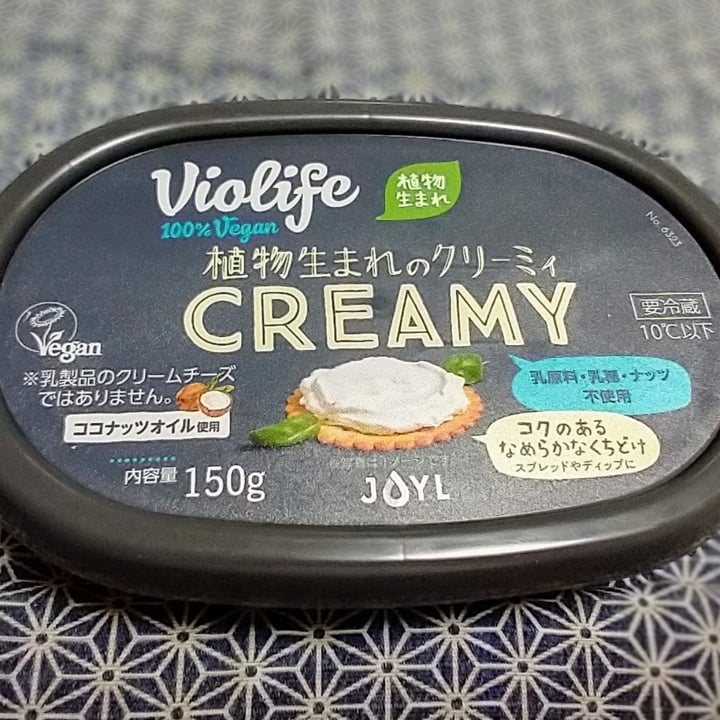 Violife
100% Vegan
植物
生まれ
No. 6323
植物生まれのクリーミィ
CREAMY
要冷蔵
10℃以下
Vegan
※乳製品のクリームチーズ
ではありません。
ココナッツオイル使用
乳原料・乳糖・ナッツ
不使用
コクのある
なめらかなくちどけ
スプレッドやディップに
内容量 150g
JOYL